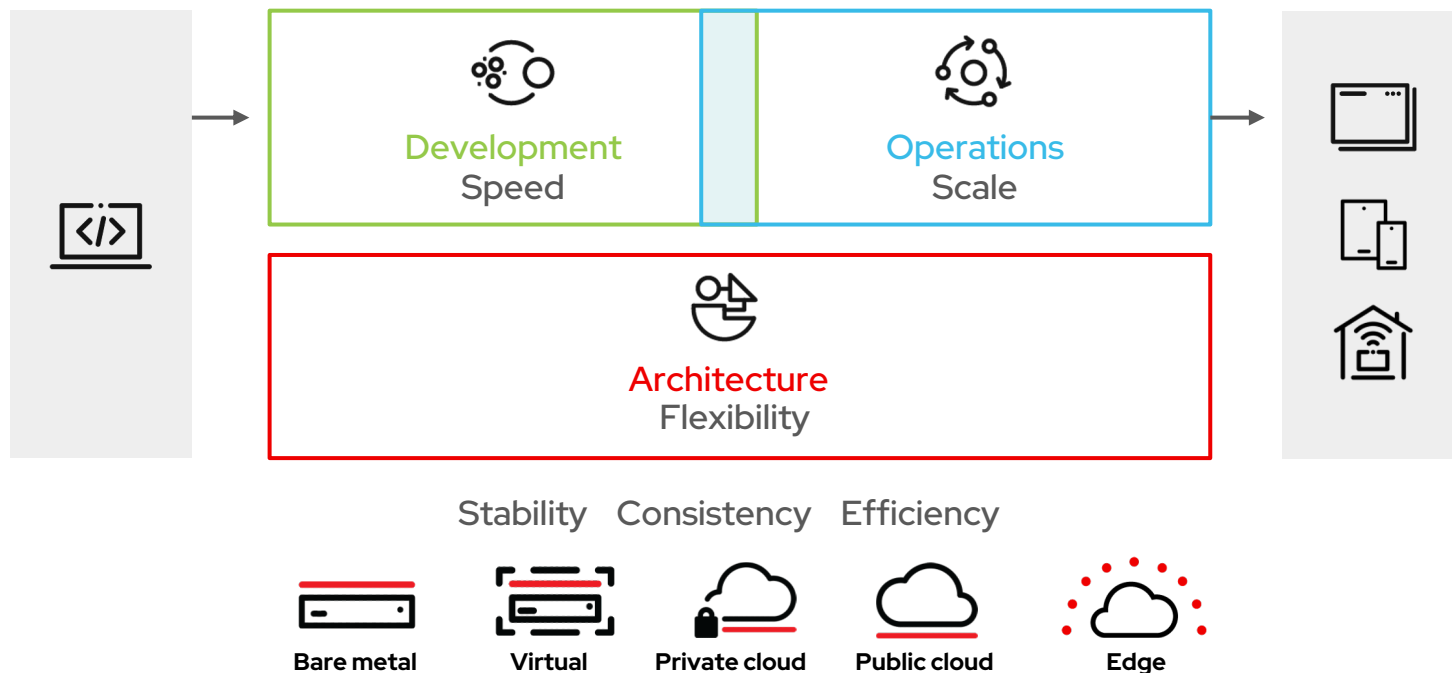 Development
Speed
Operations
Scale
</>
Architecture
Flexibility
Stability Consistency Efficiency
Bare metal
Virtual
Private cloud
Public cloud
Edge